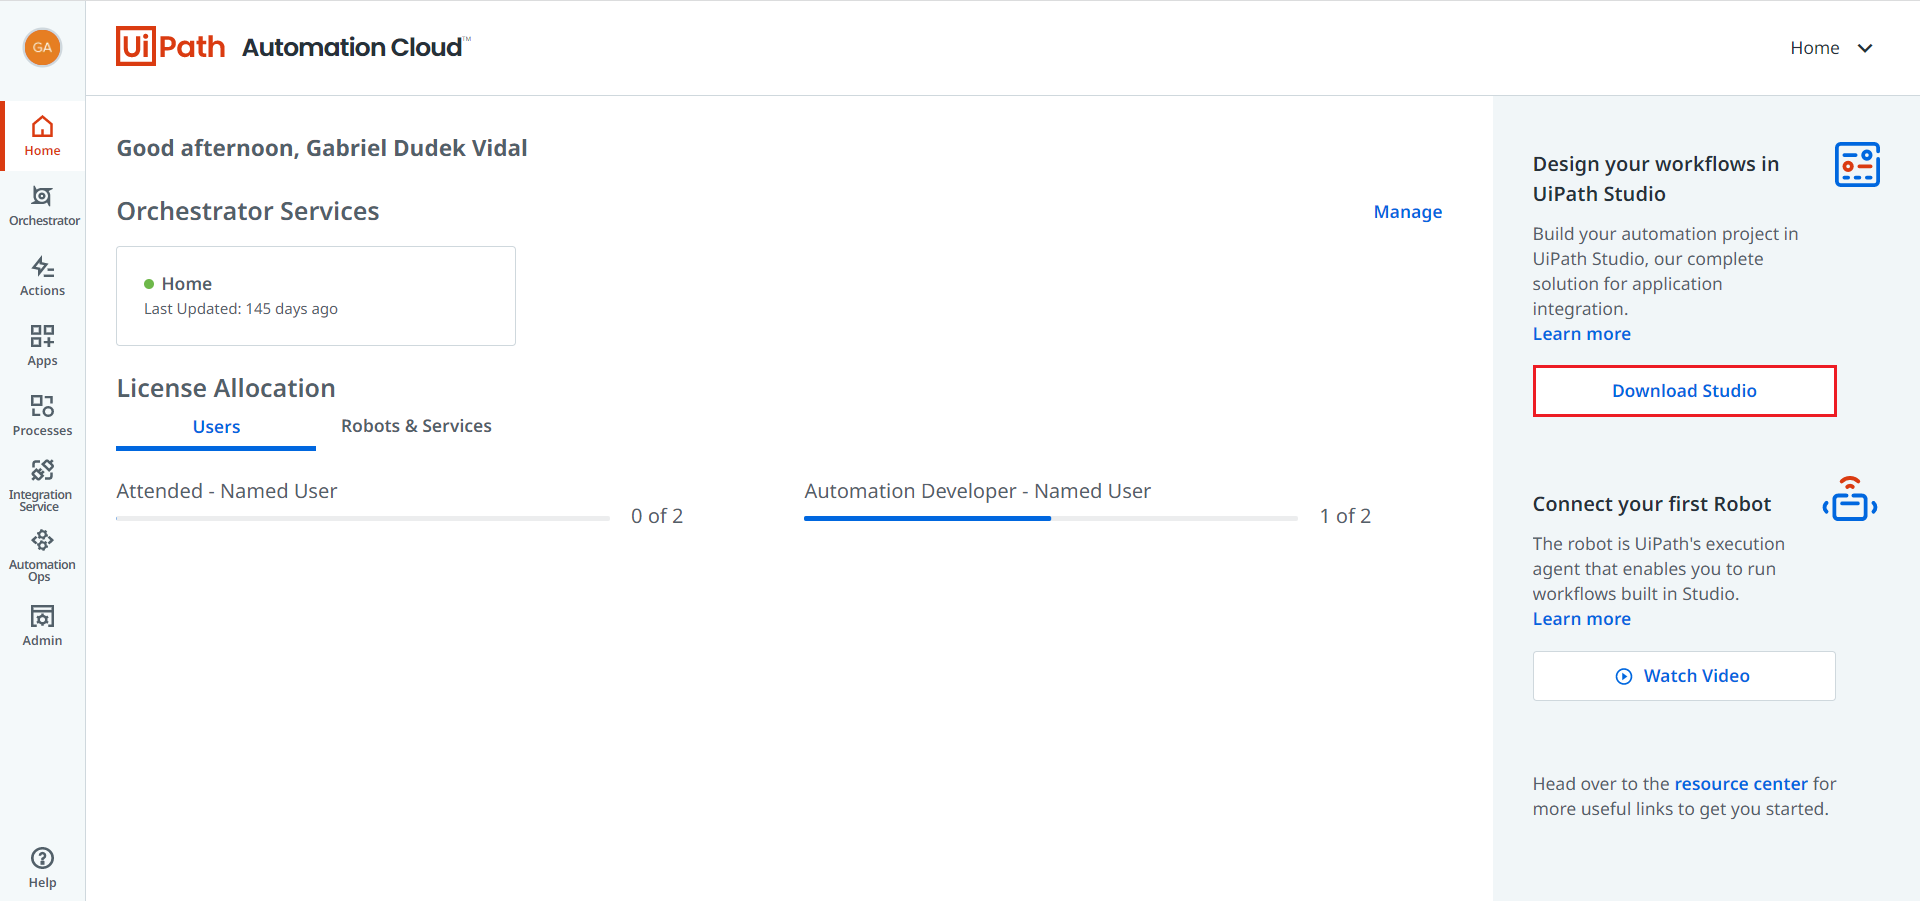 GA
UiPath Automation Cloud™
Home
Home
Orchestrator
Actions
Apps
Processes
Integration
Service
Automation
Ops
Admin
Help
Good afternoon, Gabriel Dudek Vidal
Orchestrator Services
Manage
Home
Last Updated: 145 days ago
License Allocation
Users
Robots & Services
Attended - Named User
0 of 2
Automation Developer - Named User
1 of 2
Design your workflows in
UiPath Studio
Build your automation project in
UiPath Studio, our complete
solution for application
integration.
Learn more
Download Studio
Connect your first Robot
The robot is UiPath's execution
agent that enables you to run
workflows built in Studio.
Learn more
Watch Video
Head over to the resource center for
more useful links to get you started.